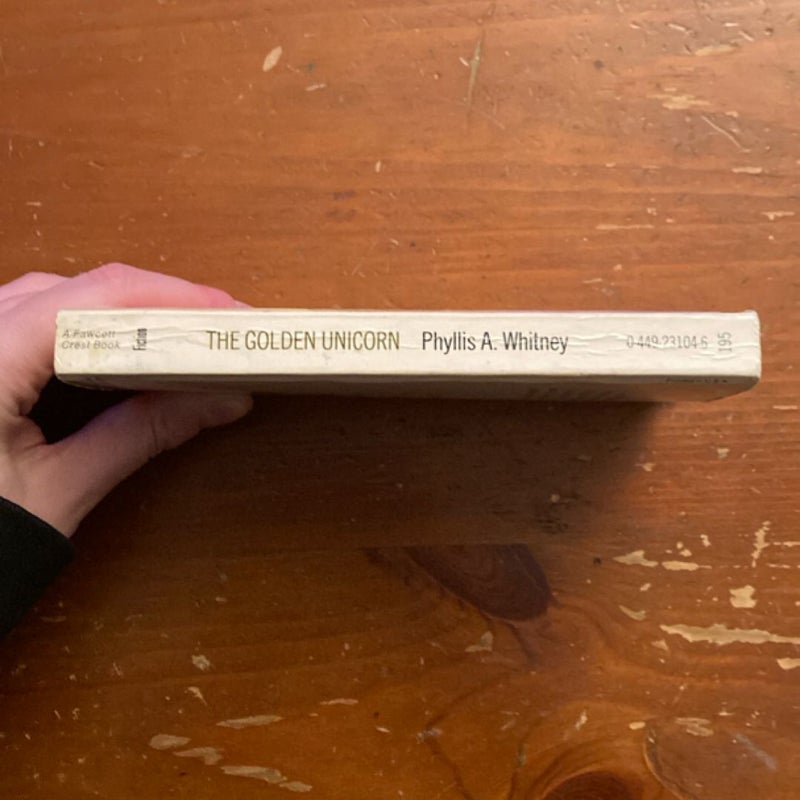 A Fawcett
Crest Book
Fiction
THE GOLDEN UNICORN Phyllis A. Whitney 0-449-23104-6 195